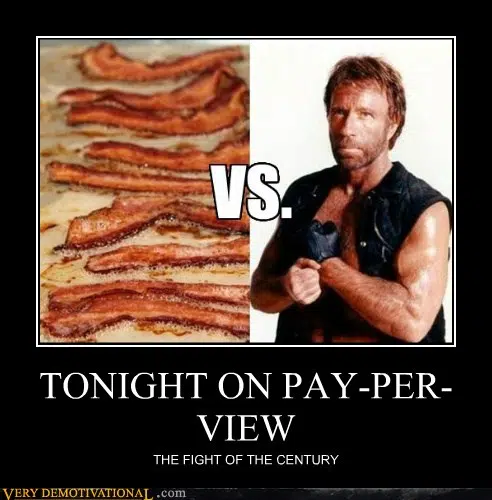 VS.
TONIGHT ON PAY-PER-
VIEW
THE FIGHT OF THE CENTURY
VERY DEMOTIVATIONAL.com